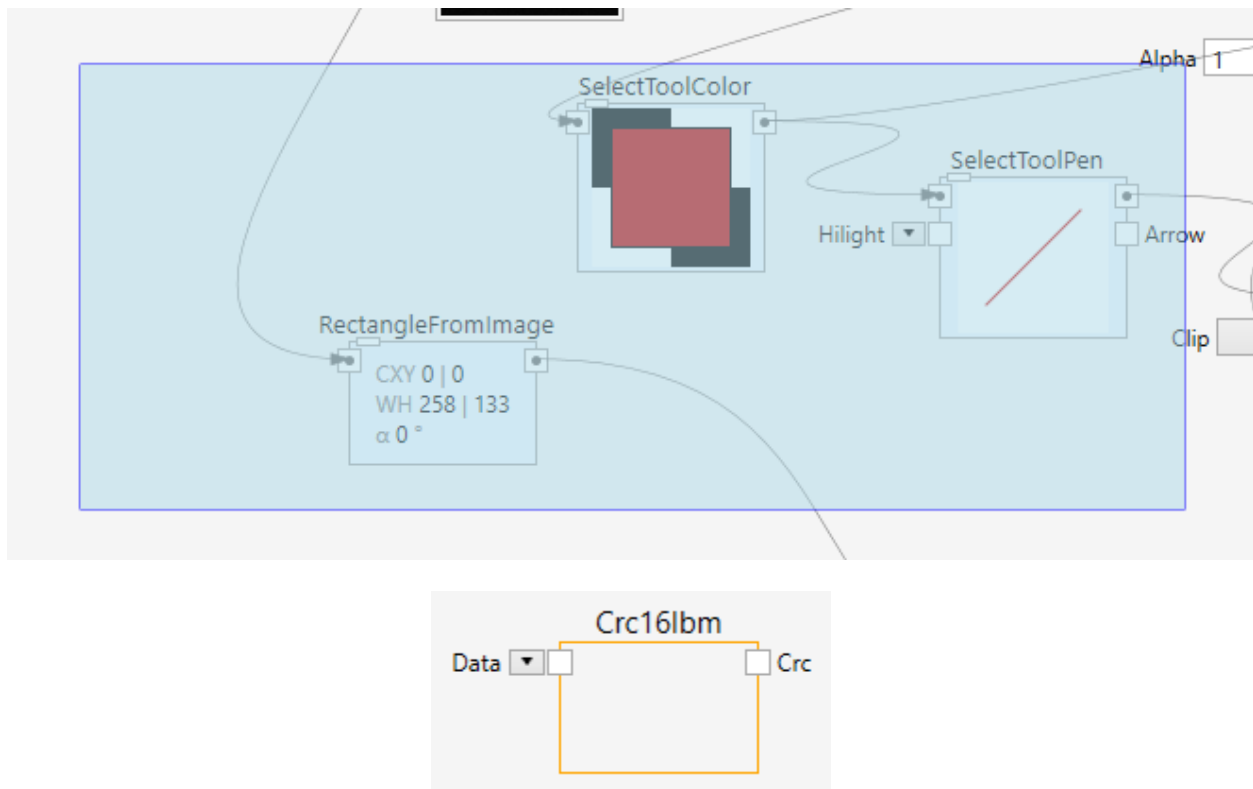 Alpha 1
SelectToolColor
SelectToolPen
Hilight
Arrow
RectangleFromImage
Clip
CXY 0 | 0
WH 258 | 133
α 0 °
Crc16Ibm
Data
Crc